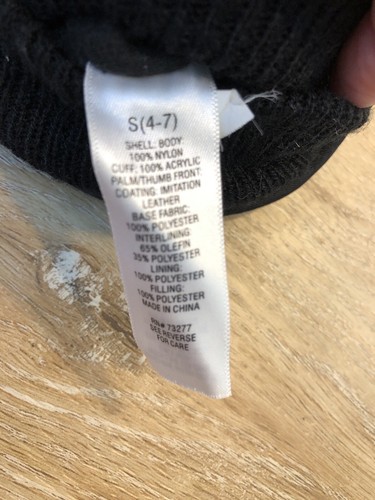 S(4-7)
SHELL: BODY:
100% NYLON
CUFF: 100% ACRYLIC
PALM/THUMB FRONT:
COATING: IMITATION
LEATHER
BASE FABRIC:
100% POLYESTER
INTERLINING
65% OLEFIN
35% POLYESTER
LINING:
100% POLYESTER
FILLING:
100% POLYESTER
MADE IN CHINA
RN# 73277
SEE REVERSE
FOR CARE